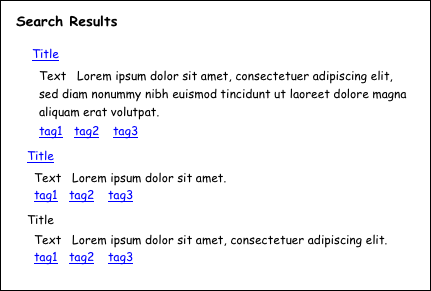 Search Results
Title
Text Lorem ipsum dolor sit amet, consectetuer adipiscing elit,
sed diam nonummy nibh euismod tincidunt ut laoreet dolore magna
aliquam erat volutpat.
tag1 tag2 tag3
Title
Text Lorem ipsum dolor sit amet.
tag1 tag2 tag3
Title
Text Lorem ipsum dolor sit amet, consectetuer adipiscing elit.
tag1 tag2 tag3